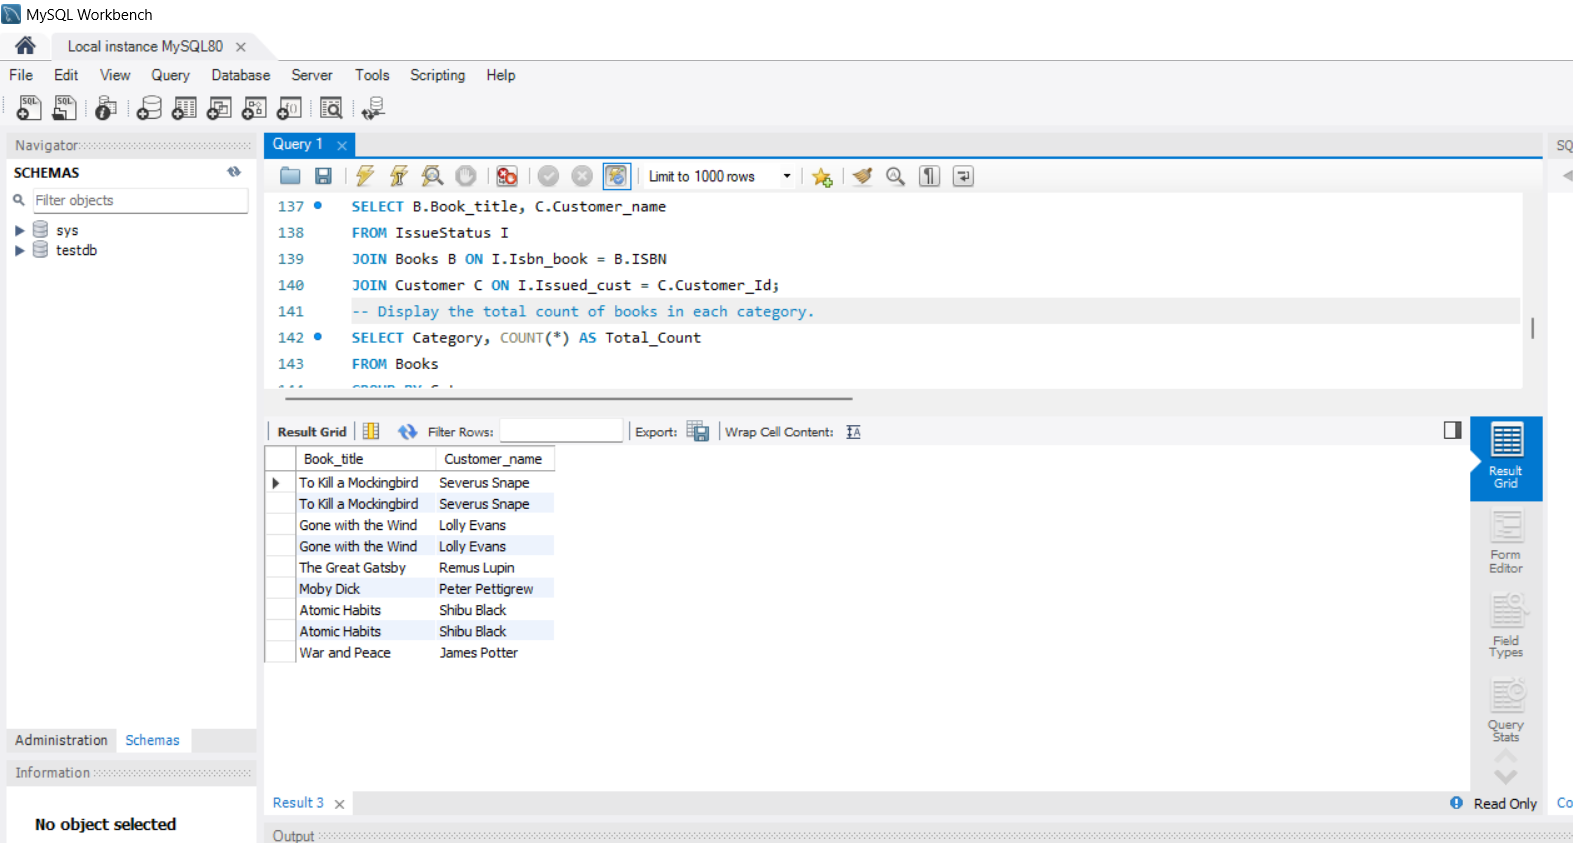 MySQL Workbench
Local instance MySQL80
File Edit View Query Database Server Tools Scripting Help
Navigator
SCHEMAS
Filter objects
sys
testdb
Administration Schemas
Information
No object selected
Query 1
Limit to 1000 rows
137 SELECT B.Book_title, C.Customer_name
138 FROM IssueStatus I
139 JOIN Books B ON I.Isbn_book = B.ISBN
140 JOIN Customer C ON I.Issued_cust = C.Customer_Id;
141 -- Display the total count of books in each category.
142 SELECT Category, COUNT(*) AS Total_Count
143 FROM Books
Result Grid Filter Rows: Export: Wrap Cell Content:
Book_title Customer_name
To Kill a Mockingbird Severus Snape
To Kill a Mockingbird Severus Snape
Gone with the Wind Lolly Evans
Gone with the Wind Lolly Evans
The Great Gatsby Remus Lupin
Moby Dick Peter Pettigrew
Atomic Habits Shibu Black
Atomic Habits Shibu Black
War and Peace James Potter
Result
Grid
Form
Editor
Field
Types
Query
Stats
Result 3
Read Only
Output
SQ
Co